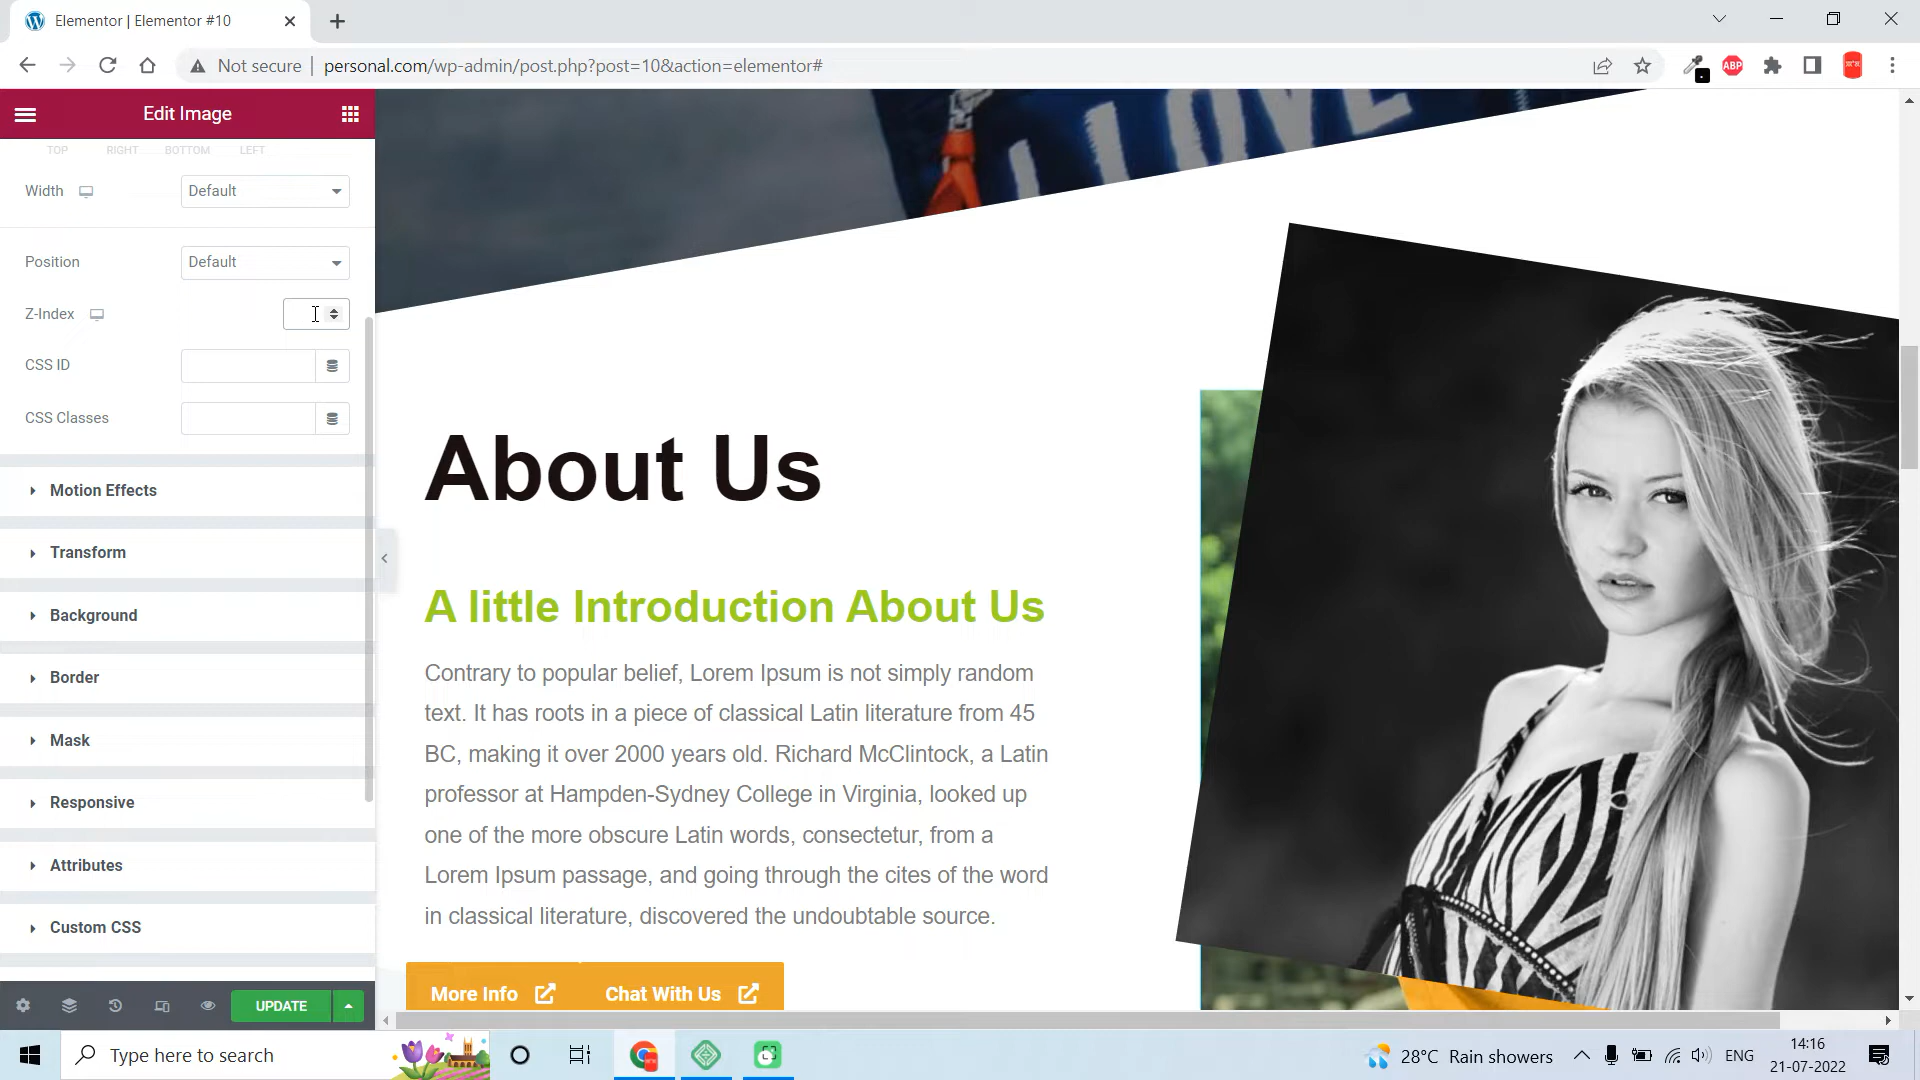 Elementor | Elementor #10
Not secure | personal.com/wp-admin/post.php?post=10&action=elementor#
ABP
Edit Image
TOP RIGHT BOTTOM LEFT
Width Default
Position Default
Z-Index
CSS ID
CSS Classes
Motion Effects
Transform
Background
Border
Mask
Responsive
Attributes
Custom CSS
UPDATE
LOVE
About Us
A little Introduction About Us
Contrary to popular belief, Lorem Ipsum is not simply random
text. It has roots in a piece of classical Latin literature from 45
BC, making it over 2000 years old. Richard McClintock, a Latin
professor at Hampden-Sydney College in Virginia, looked up
one of the more obscure Latin words, consectetur, from a
Lorem Ipsum passage, and going through the cites of the word
in classical literature, discovered the undoubtable source.
More Info Chat With Us
Type here to search
28°C Rain showers
ENG
14:16
21-07-2022